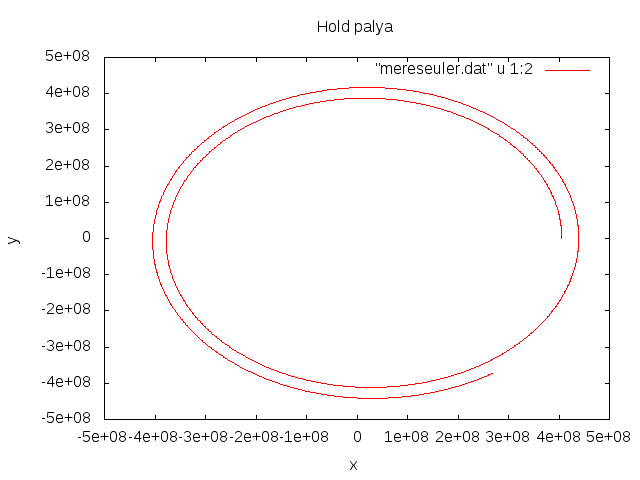 Hold palya
"mereseuler.dat" u 1:2
5e+08
4e+08
3e+08
2e+08
1e+08
0
-1e+08
-2e+08
-3e+08
-4e+08
-5e+08
y
-5e+08 -4e+08 -3e+08 -2e+08 -1e+08 0 1e+08 2e+08 3e+08 4e+08 5e+08
x